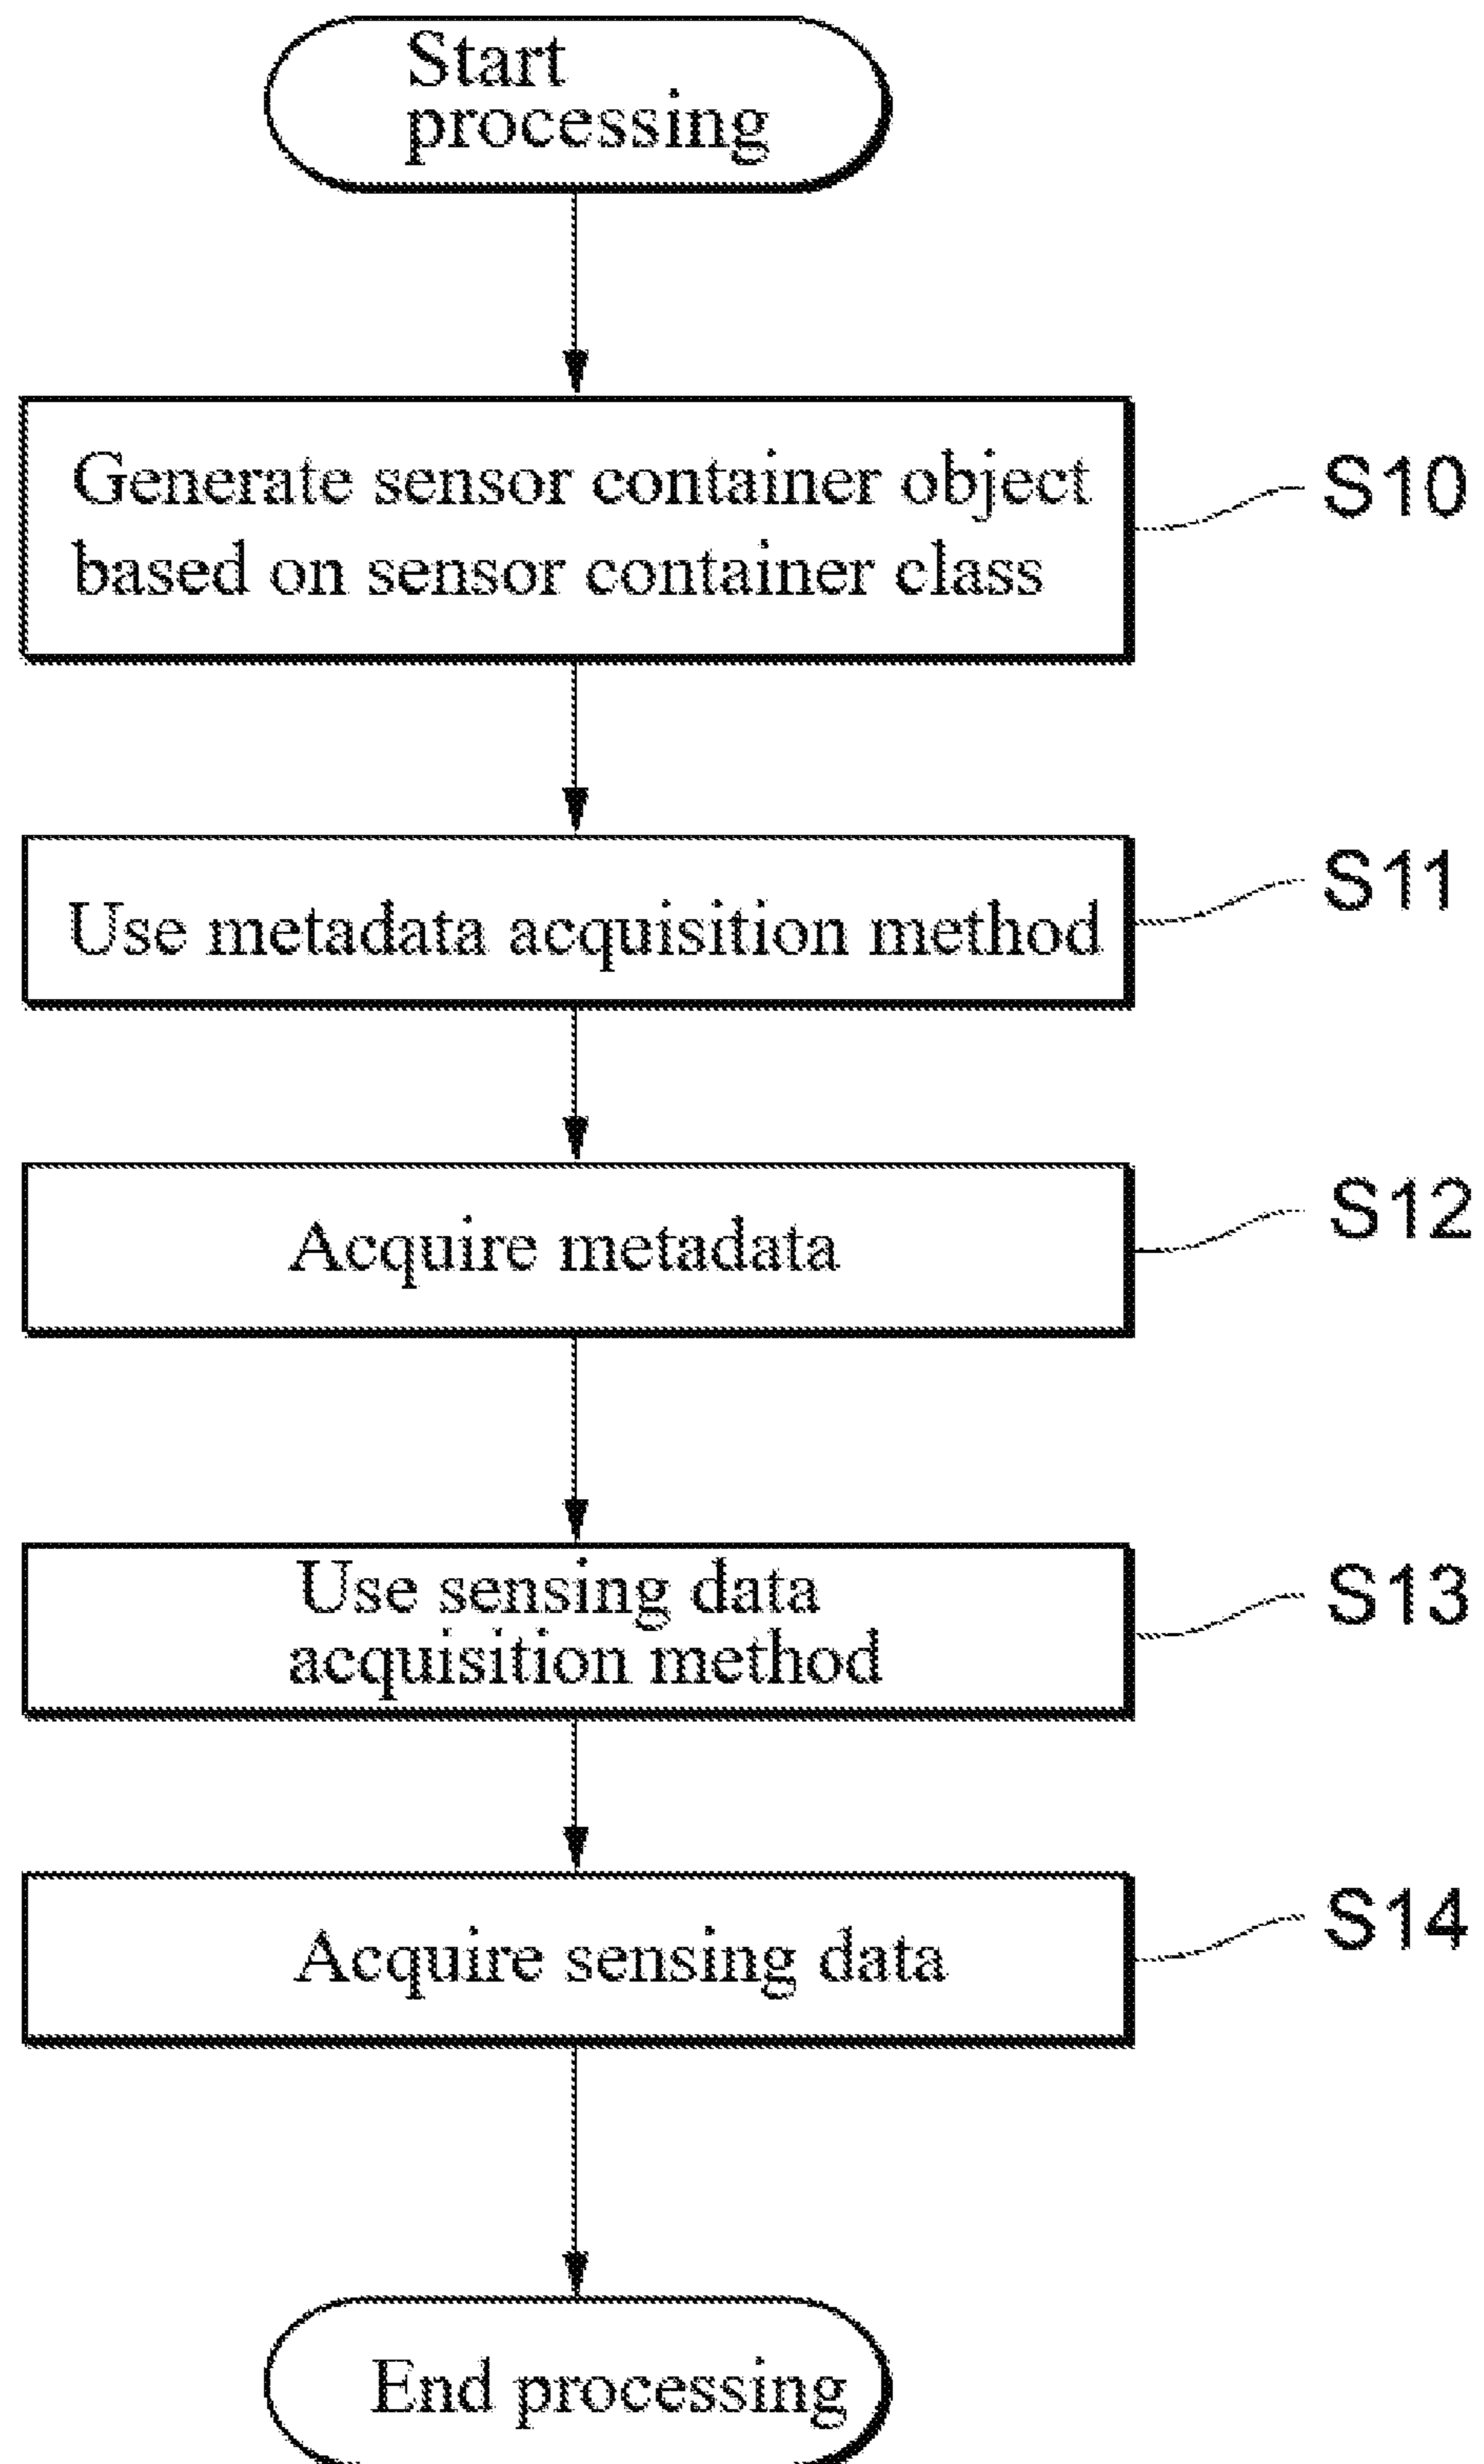 Start
processing
Generate sensor container object
based on sensor container class
S10
Use metadata acquisition method
S11
Acquire metadata
S12
Use sensing data
acquisition method
S13
Acquire sensing data
S14
End processing